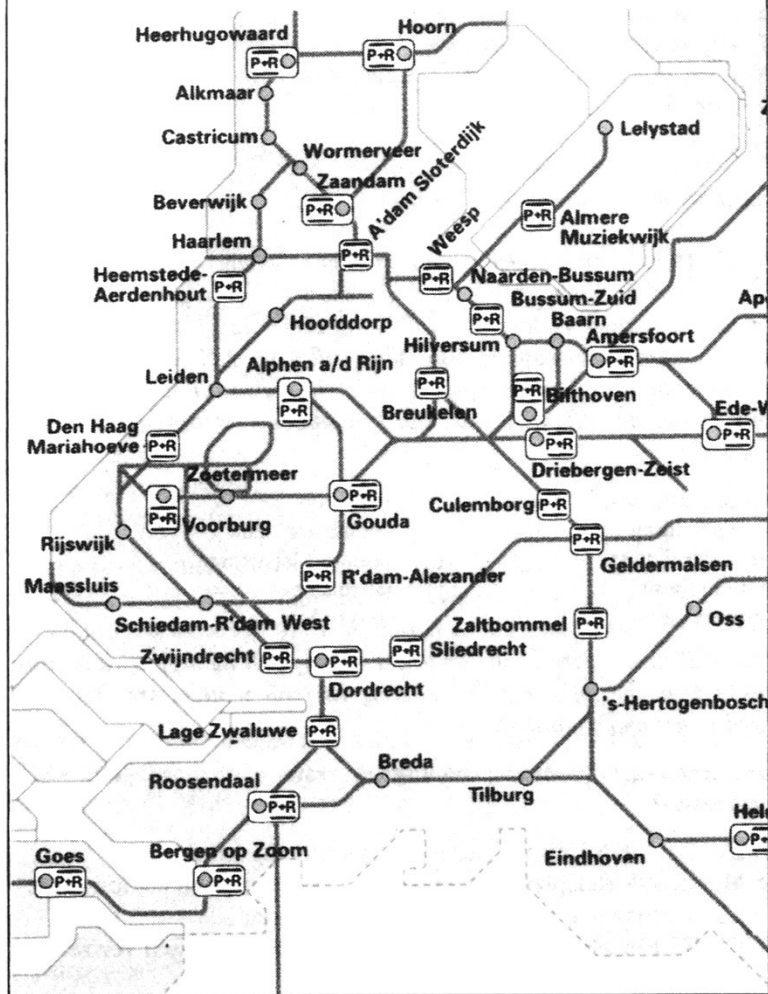 Hoorn
Heerhugowaard
P+R
P+R
Alkmaar
Lelystad
Castricum
Wormerveer
Zaandam
P+R
A'dam Sloterdijk
Beverwijk
Weesp
P+R
Almere
Muziekwijk
Haarlem
P+R
P+R
Naarden-Bussum
Heemstede-
Aerdenhout
P+R
Bussum-Zuid
P+R
Baarn
Ap
Hoofddorp
Hilversum
Amersfoort
P+R
Alphen a/d Rijn
P+R
Leiden
Breukelen
P+R
Bilthoven
P+R
Den Haag
Mariahoeve
P+R
Ede-W
P+R
P+R
Driebergen-Zeist
Zoetermeer
P+R
Voorburg
P+R
Gouda
Culemborg
P+R
Rijswijk
P+R
Geldermalsen
Maassluis
P+R
R'dam-Alexander
Schiedam-R'dam West
Zaltbommel
P+R
Oss
Zwijndrecht
P+R
P+R
Dordrecht
P+R
Sliedrecht
's-Hertogenbosch
Lage Zwaluwe
P+R
Breda
Roosendaal
P+R
Tilburg
Hel
P+
Eindhoven
Goes
P+R
Bergen op Zoom
P+R